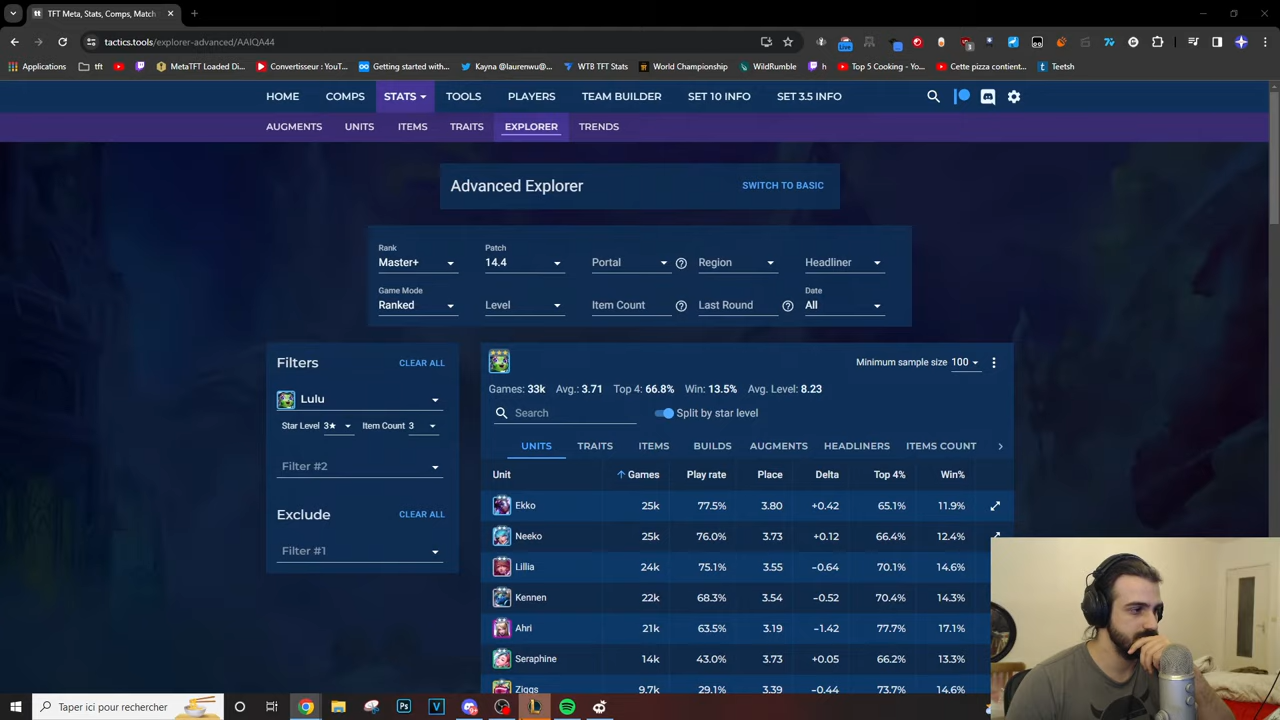 TFT Meta, Stats, Comps, Match
tactics.tools/explorer-advanced/AAIQA44
Applications tft MetaTFT Loaded Di... Convertisseur : YouT... Getting started with... Kayna @laurenwu@... WTB TFT Stats World Championship WildRumble h Top 5 Cooking - Yo... Cette pizza contient... Teetsh
HOME COMPS STATS TOOLS PLAYERS TEAM BUILDER SET 10 INFO SET 3.5 INFO
AUGMENTS UNITS ITEMS TRAITS EXPLORER TRENDS
Advanced Explorer SWITCH TO BASIC
Rank Patch
Master+ 14.4 Portal Region Headliner
Game Mode Date
Ranked Level Item Count Last Round All
Filters CLEAR ALL
Lulu
Star Level 3★ Item Count 3
Filter #2
Exclude CLEAR ALL
Filter #1
Minimum sample size 100
Games: 33k Avg.: 3.71 Top 4: 66.8% Win: 13.5% Avg. Level: 8.23
Search Split by star level
UNITS TRAITS ITEMS BUILDS AUGMENTS HEADLINERS ITEMS COUNT
Unit Games Play rate Place Delta Top 4% Win%
Ekko 25k 77.5% 3.80 +0.42 65.1% 11.9%
Neeko 25k 76.0% 3.73 +0.12 66.4% 12.4%
Lillia 24k 75.1% 3.55 -0.64 70.1% 14.6%
Kennen 22k 68.3% 3.54 -0.52 70.4% 14.3%
Ahri 21k 63.5% 3.19 -1.42 77.7% 17.1%
Seraphine 14k 43.0% 3.73 +0.05 66.2% 13.3%
Ziggs 9.7k 29.1% 3.39 -0.44 73.7% 14.6%
Taper ici pour rechercher